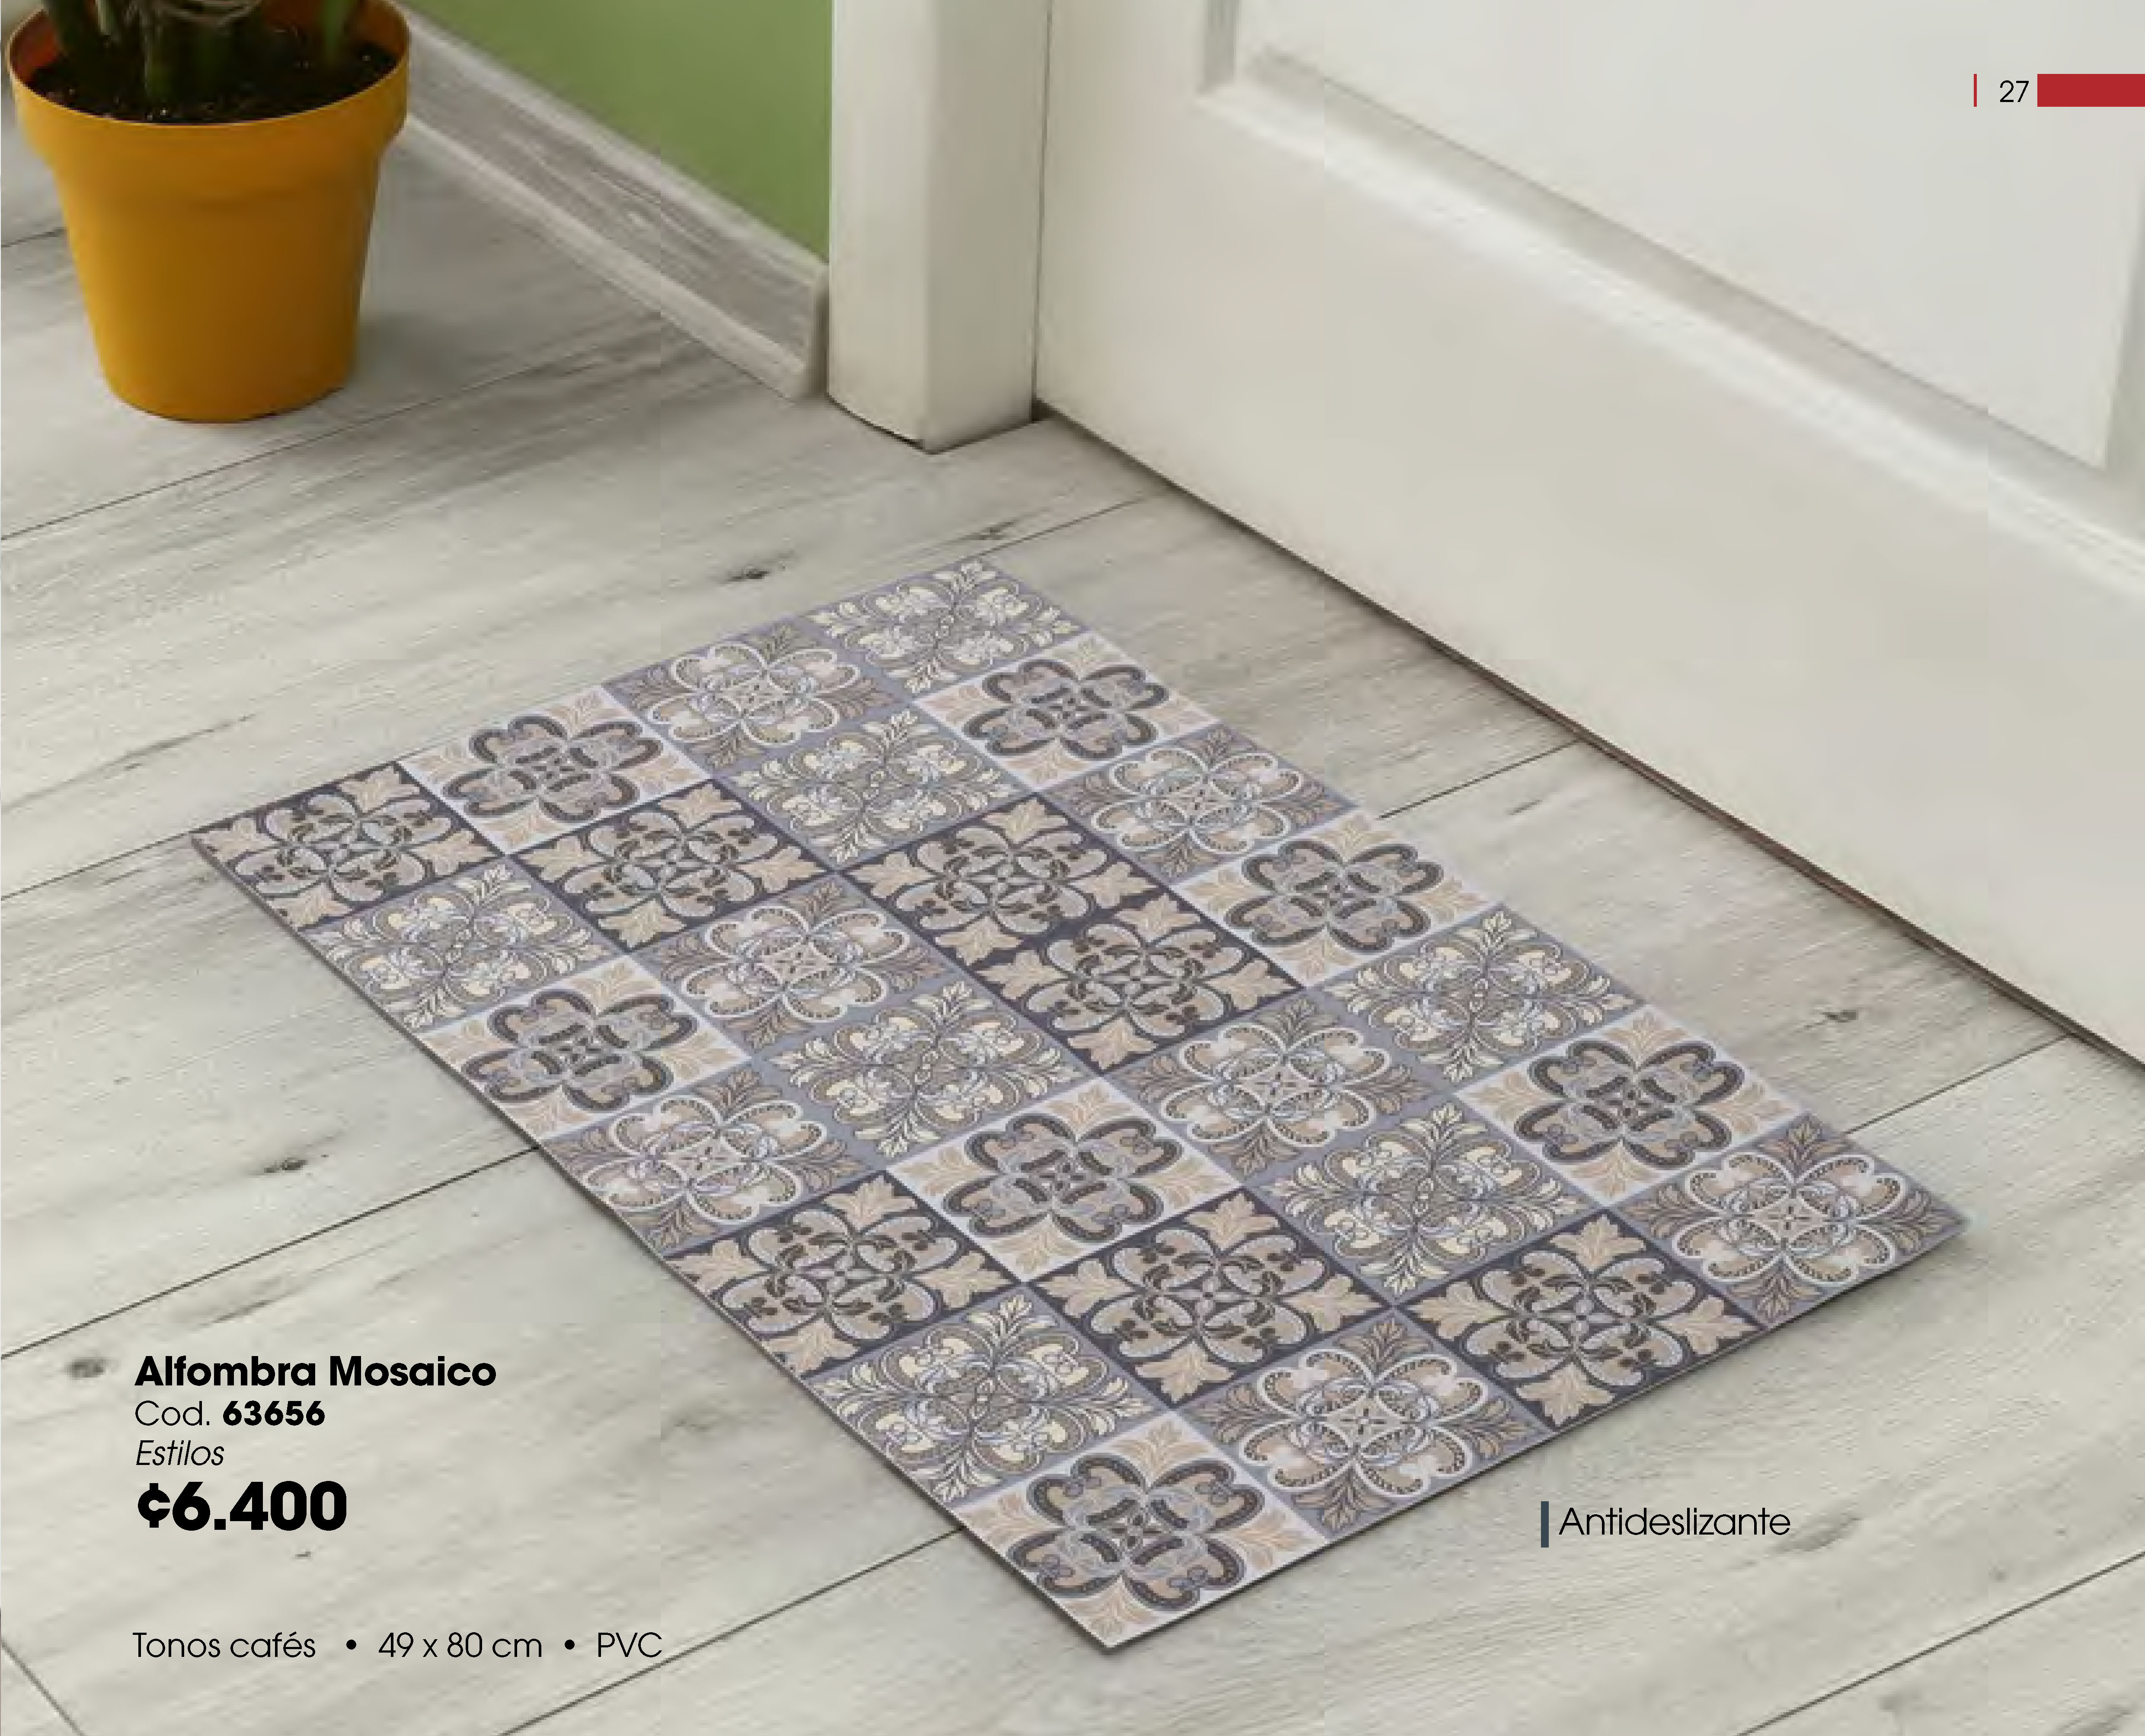 27
Alfombra Mosaico
Cod. 63656
Estilos
¢6.400
Antideslizante
Tonos cafés • 49 x 80 cm • PVC